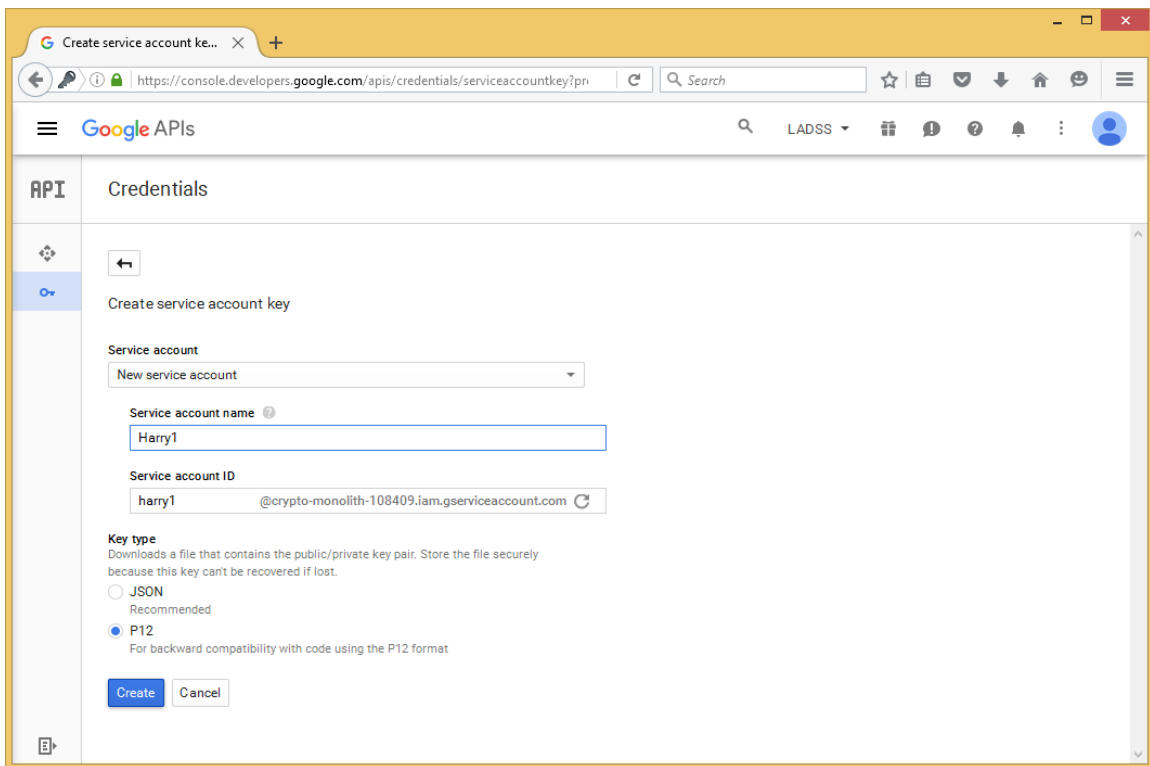 Create service account ke...
https://console.developers.google.com/apis/credentials/serviceaccountkey?pr
Search
Google APIs
LADSS
API
Credentials
Create service account key
Service account
New service account
Service account name
Harry1
Service account ID
harry1 @crypto-monolith-108409.iam.gserviceaccount.com
Key type
Downloads a file that contains the public/private key pair. Store the file securely
because this key can't be recovered if lost.
JSON
Recommended
P12
For backward compatibility with code using the P12 format
Create Cancel